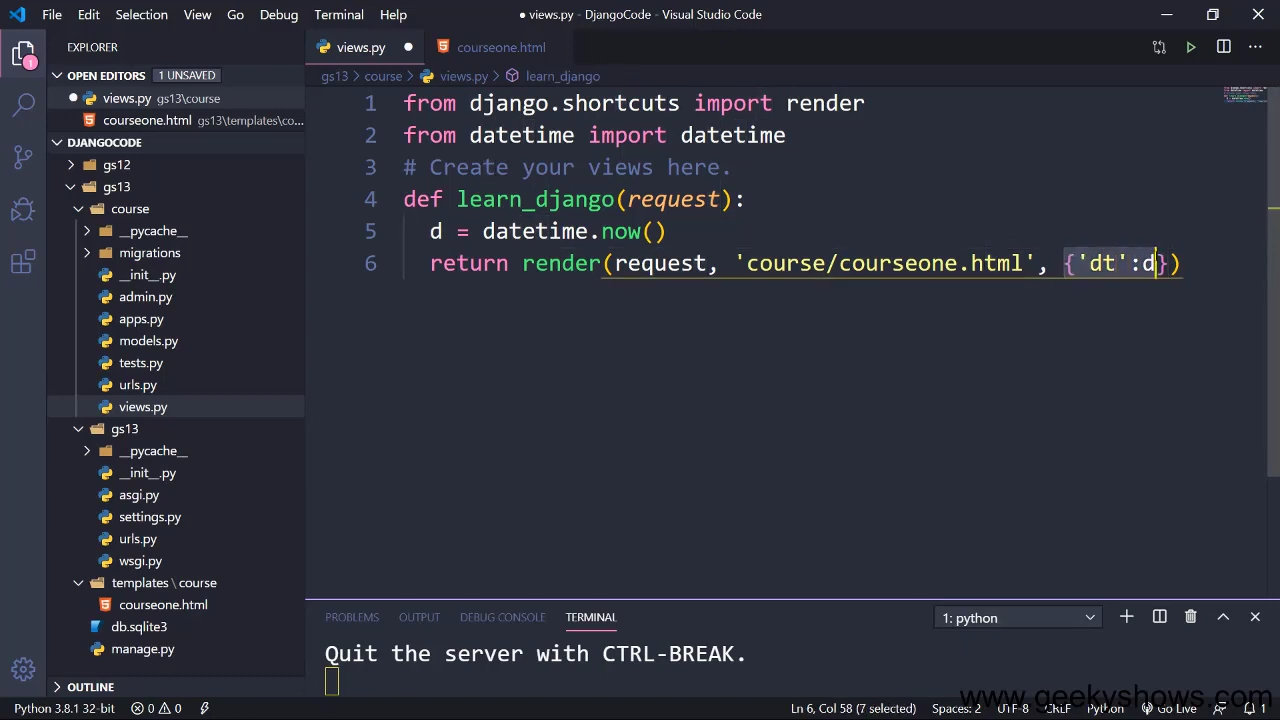 File Edit Selection View Go Debug Terminal Help
● views.py - DjangoCode - Visual Studio Code
EXPLORER
views.py
courseone.html
OPEN EDITORS 1 UNSAVED
views.py gs13\course
courseone.html gs13\templates\co...
DJANGOCODE
gs12
gs13
course
__pycache__
migrations
__init__.py
admin.py
apps.py
models.py
tests.py
urls.py
views.py
gs13
__pycache__
__init__.py
asgi.py
settings.py
urls.py
wsgi.py
templates \ course
courseone.html
db.sqlite3
manage.py
OUTLINE
gs13 > course > views.py > learn_django
1 from django.shortcuts import render
2 from datetime import datetime
3 # Create your views here.
4 def learn_django(request):
5 d = datetime.now()
6 return render(request, 'course/courseone.html', {'dt':d})
PROBLEMS OUTPUT DEBUG CONSOLE TERMINAL
1: python
Quit the server with CTRL-BREAK.
www.geekyshows.com
Python 3.8.1 32-bit 0 0 Ln 6, Col 58 (7 selected) Spaces: 2 UTF-8 CRLF Python Go Live 1